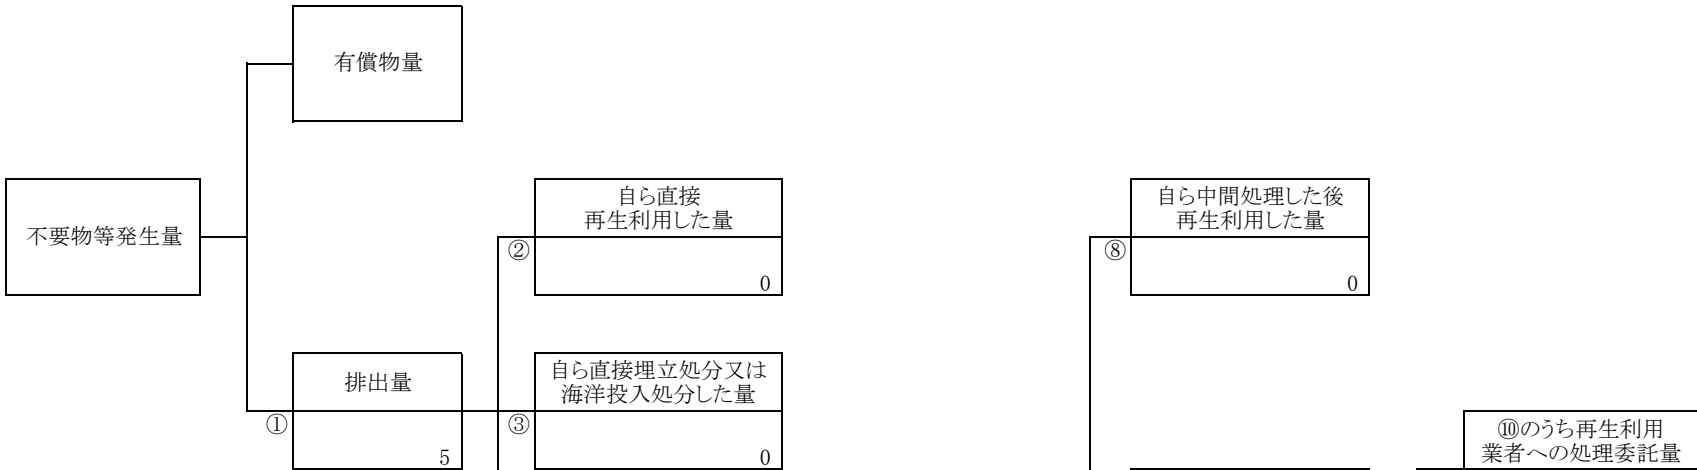 有償物量
不要物等発生量
自ら直接
再生利用した量
②
0
自ら中間処理した後
再生利用した量
⑧
0
排出量
①
5
自ら直接埋立処分又は
海洋投入処分した量
③
0
⑩のうち再生利用
業者への処理委託量